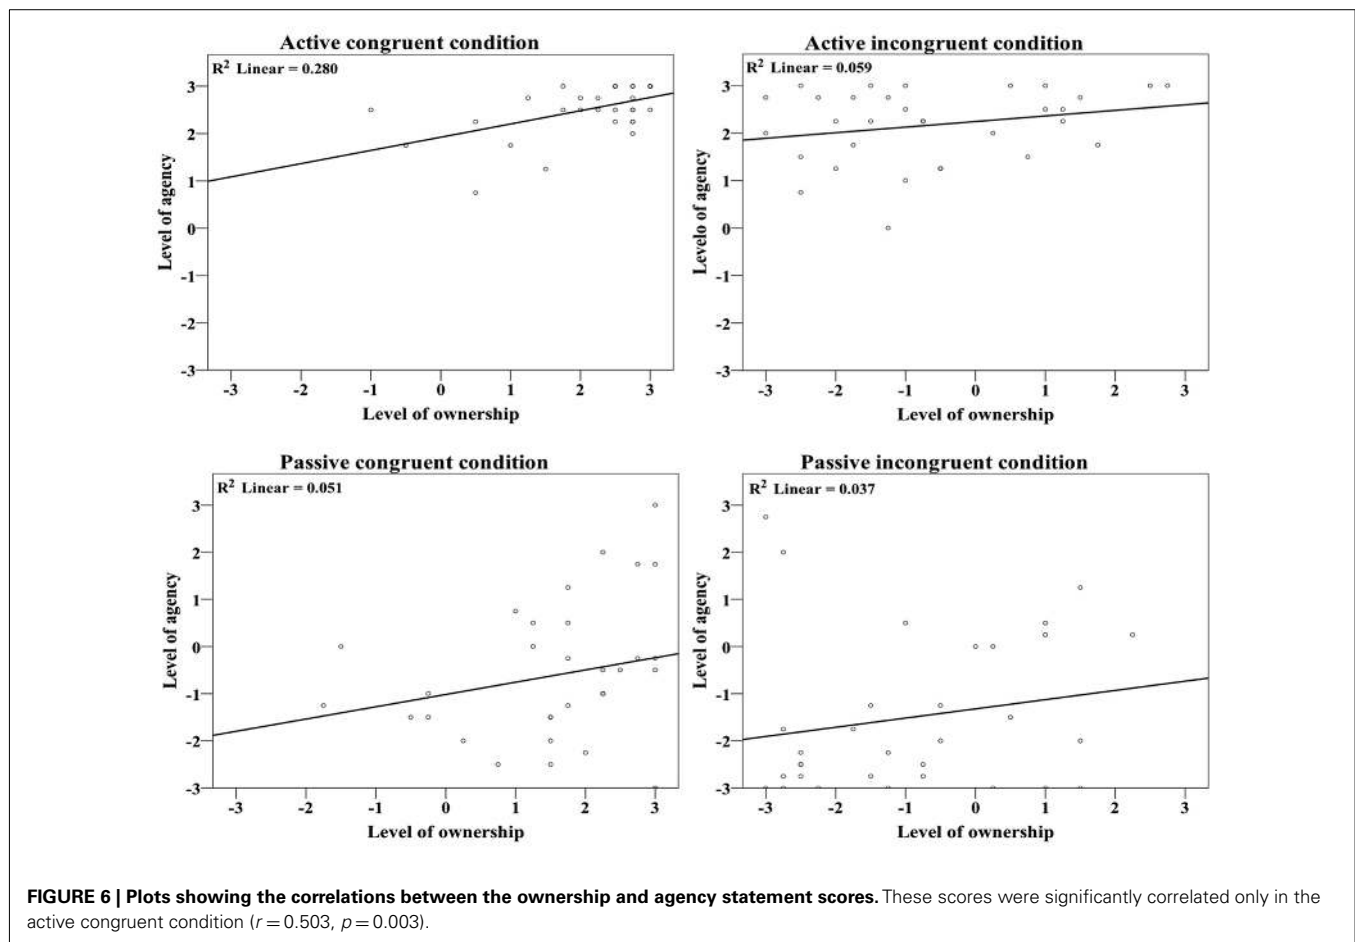 Active congruent condition
R² Linear = 0.280
3
2
1
0
-1
-2
-3
Level of agency
-3 -2 -1 0 1 2 3
Level of ownership
Active incongruent condition
R² Linear = 0.059
3
2
1
0
-1
-2
-3
Levelo of agency
-3 -2 -1 0 1 2 3
Level of ownership
Passive congruent condition
R² Linear = 0.051
3
2
1
0
-1
-2
-3
Level of agency
-3 -2 -1 0 1 2 3
Level of ownership
Passive incongruent condition
R² Linear = 0.037
3
2
1
0
-1
-2
-3
Level of agency
-3 -2 -1 0 1 2 3
Level of ownership
FIGURE 6 | Plots showing the correlations between the ownership and agency statement scores. These scores were significantly correlated only in the
active congruent condition (r = 0.503, p = 0.003).